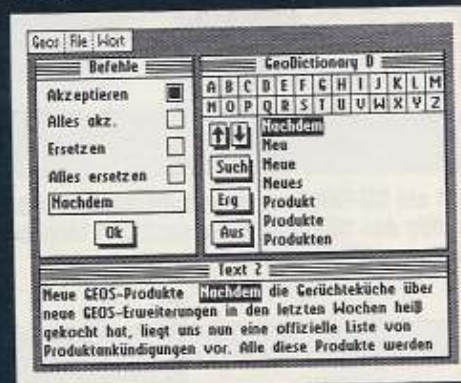 Geos File Wort
Befehle
Akzeptieren
Alles akz.
Ersetzen
Alles ersetzen
Nachdem
Ok
GeoDictionary D
A B C D E F G H I J K L M
N O P Q R S T U V W X Y Z
Such
Erg
Aus
Nachdem
Neu
Neue
Neues
Produkt
Produkte
Produkten
Text 2
Neue GEOS-Produkte Nachdem die Gerüchteküche über
neue GEOS-Erweiterungen in den letzten Wochen heiß
gekocht hat, liegt uns nun eine offizielle Liste von
Produktankündigungen vor. Alle diese Produkte werden